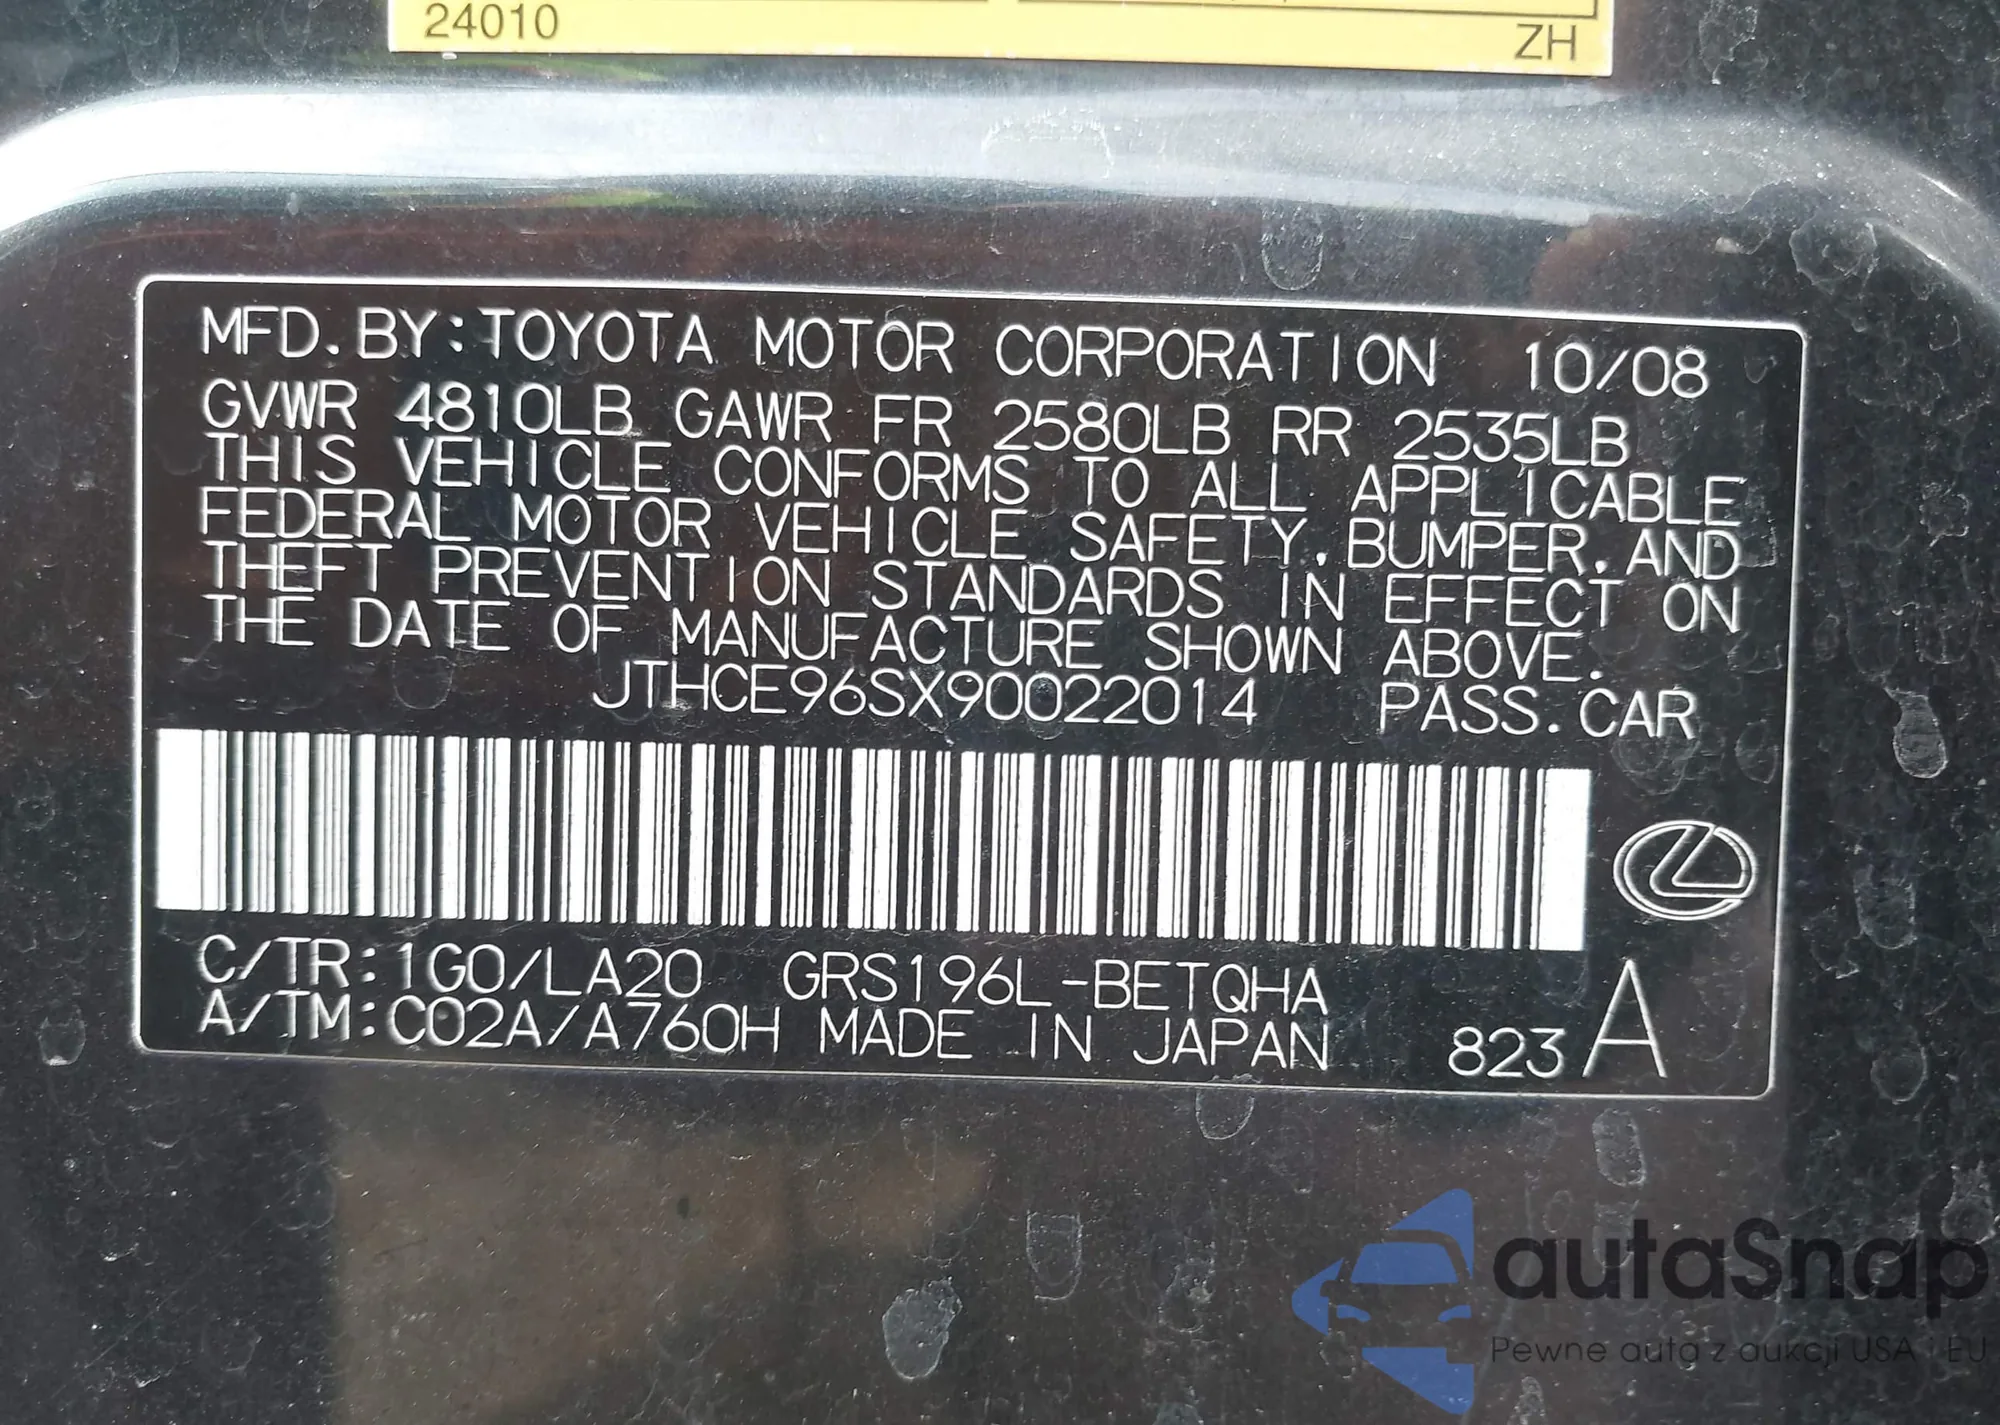 24010 ZH
MFD. BY: TOYOTA MOTOR CORPORATION 10/08
GVWR 4810LB GAWR FR 2580LB RR 2535LB
THIS VEHICLE CONFORMS TO ALL APPLICABLE
FEDERAL MOTOR VEHICLE SAFETY, BUMPER, AND
THEFT PREVENTION STANDARDS IN EFFECT ON
THE DATE OF MANUFACTURE SHOWN ABOVE.
JTHCE96SX90022014 PASS. CAR
C/TR: 1G0/LA20 GRS196L-BETQHA
A/TM: C02A/A760H MADE IN JAPAN 823 A
autaSnap
Pewne auta z aukcji USA i EU